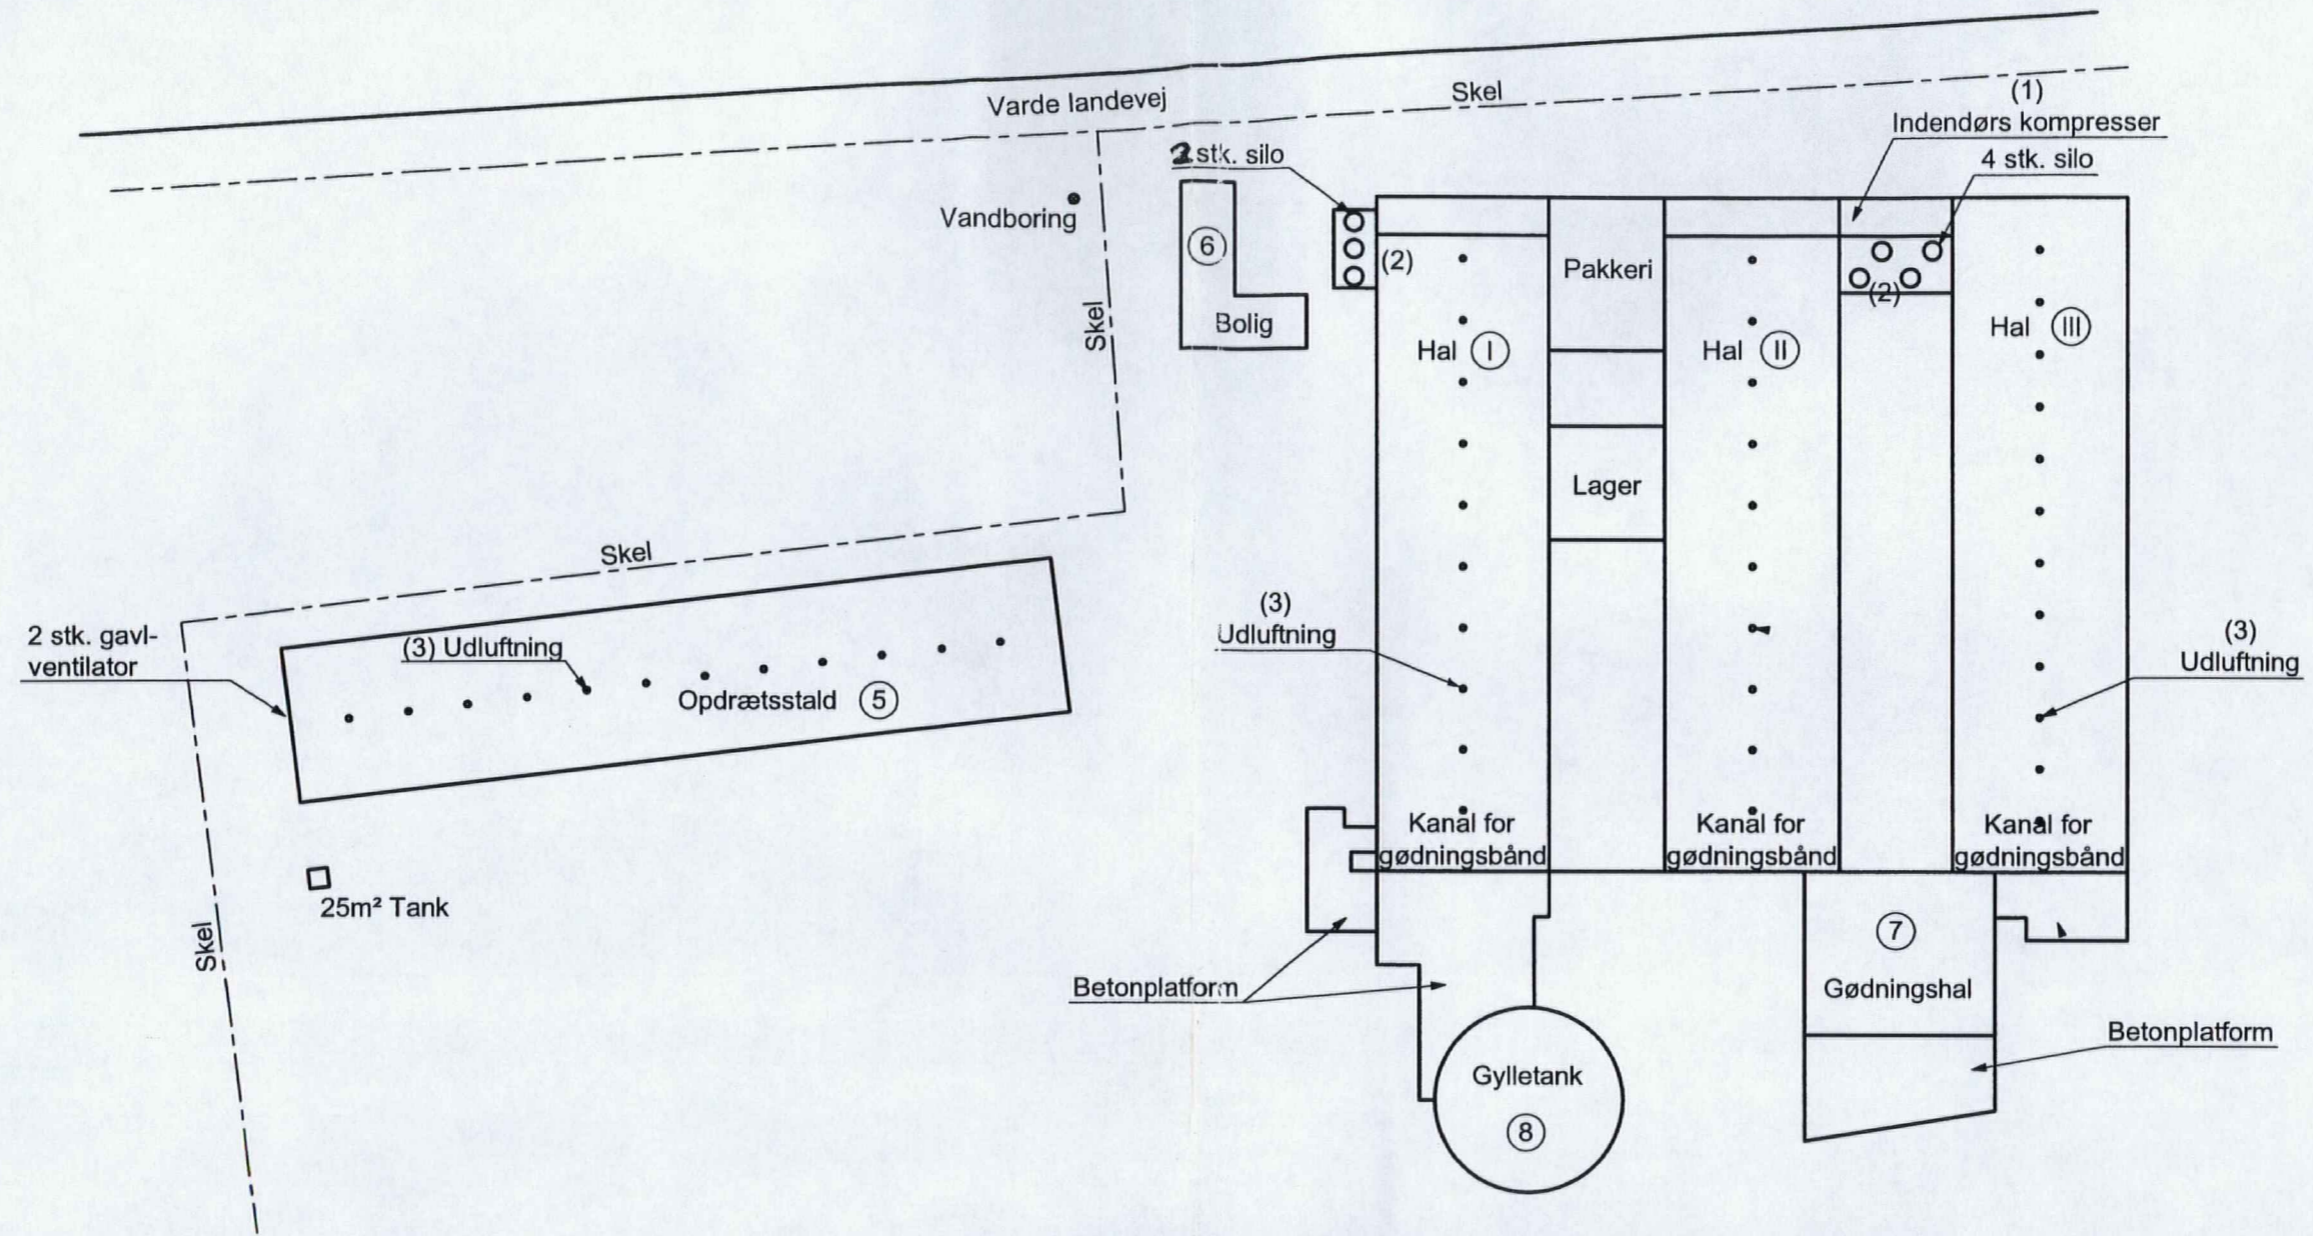 Varde landevej
Skel
(1)
Indendørs kompresser
stk. silo
4 stk. silo
Vandboring
6
Bolig
Skel
(2)
Pakkeri
(2)
Hal I
Hal II
Hal III
Lager
Skel
2 stk. gavl-
ventilator
(3) Udluftning
Opdrætsstald 5
(3)
Udluftning
(3)
Udluftning
Kanal for
gødningsbånd
Kanal for
gødningsbånd
Kanal for
gødningsbånd
25m² Tank
Skel
Betonplatform
7
Gødningshal
Betonplatform
Gylletank
8